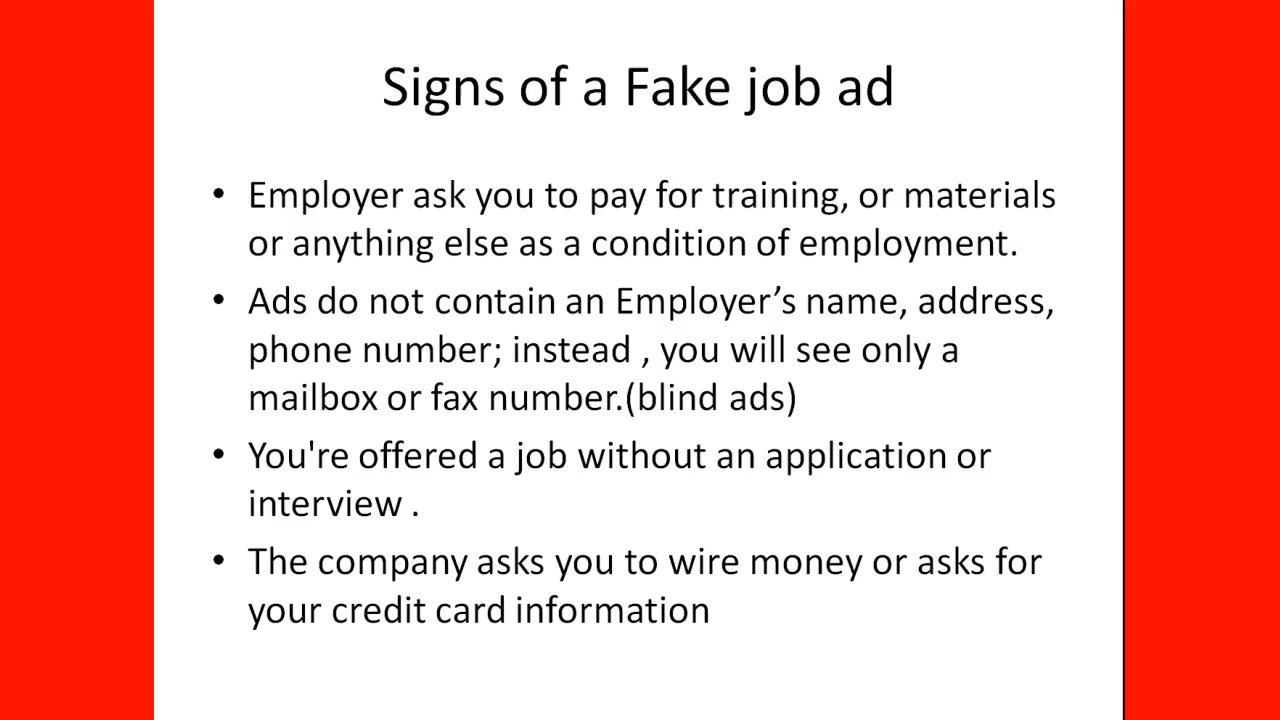 Signs of a Fake job ad
• Employer ask you to pay for training, or materials
or anything else as a condition of employment.
• Ads do not contain an Employer’s name, address,
phone number; instead , you will see only a
mailbox or fax number.(blind ads)
• You're offered a job without an application or
interview .
• The company asks you to wire money or asks for
your credit card information